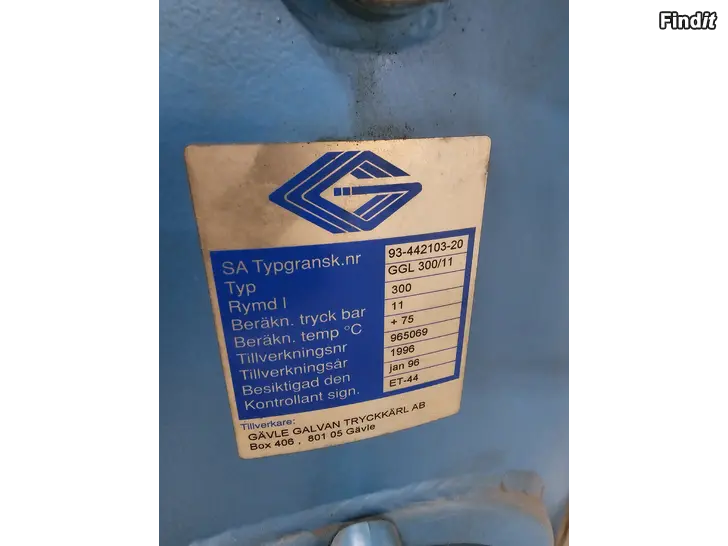 Findit
SA Typgransk.nr 93-442103-20
Typ GGL 300/11
Rymd l 300
Beräkn. tryck bar 11
Beräkn. temp °C + 75
Tillverkningsnr 965069
Tillverkningsår 1996
Besiktigad den jan 96
Kontrollant sign. ET-44
Tillverkare:
GÄVLE GALVAN TRYCKKÄRL AB
Box 406 , 801 05 Gävle